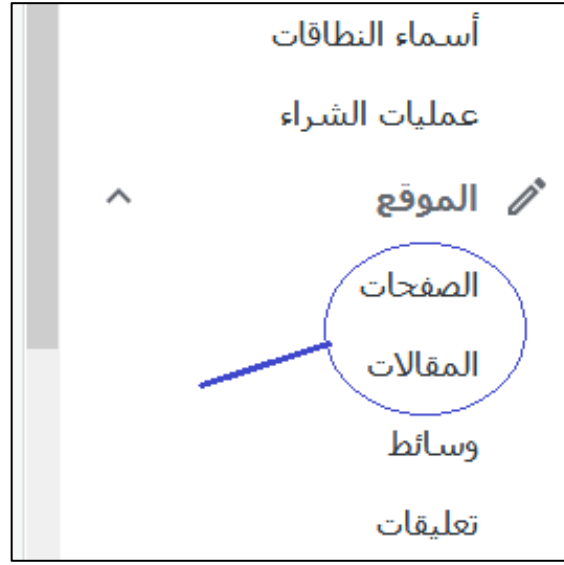 أسماء النطاقات
عمليات الشراء
الموقع
الصفحات
المقالات
وسائط
تعليقات